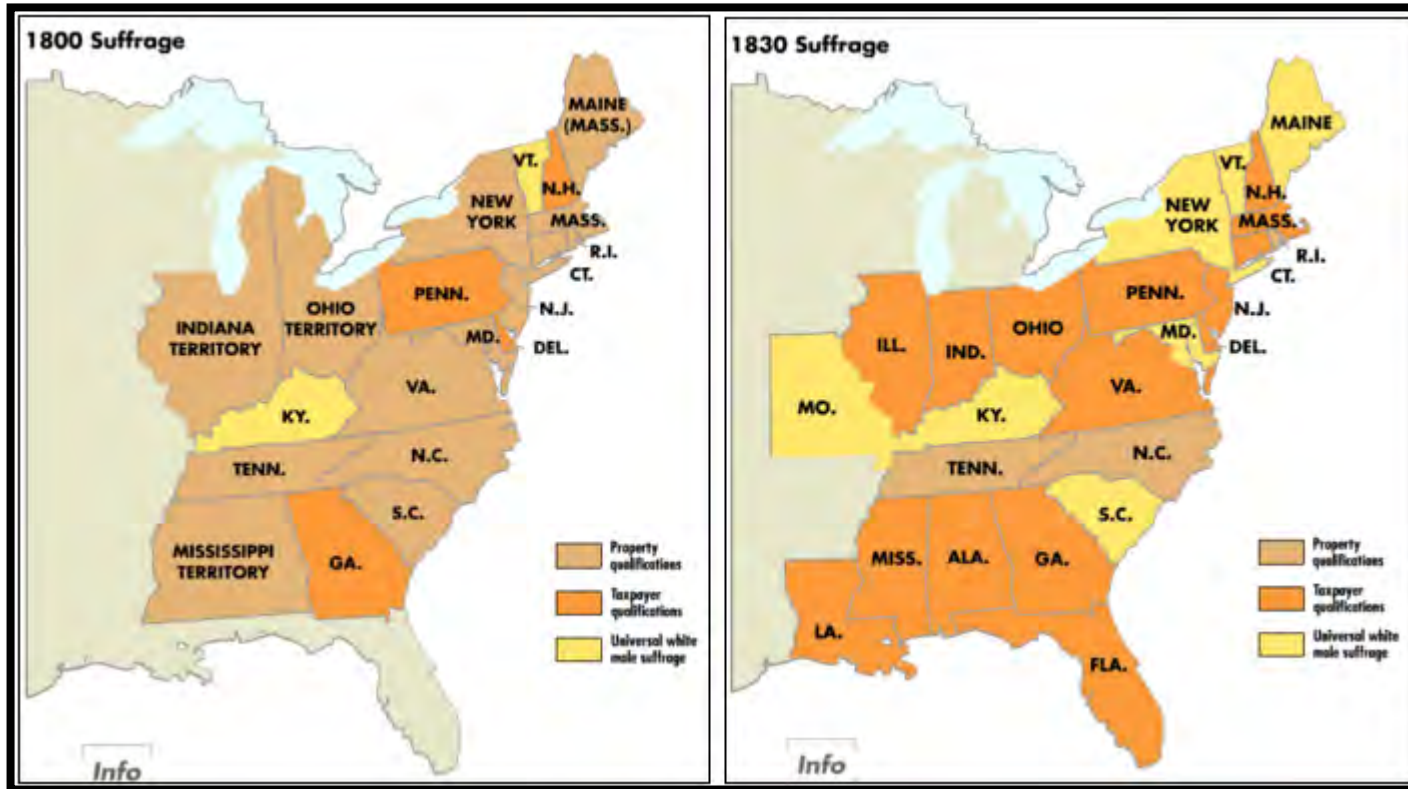 1800 Suffrage
MAINE
(MASS.)
VT.
N.H.
NEW
YORK
MASS.
R.I.
CT.
PENN.
N.J.
INDIANA
TERRITORY
OHIO
TERRITORY
MD.
DEL.
VA.
KY.
N.C.
TENN.
S.C.
MISSISSIPPI
TERRITORY
GA.
Property
qualifications
Taxpayer
qualifications
Universal white
male suffrage
Info
1830 Suffrage
MAINE
VT.
N.H.
NEW
YORK
MASS.
R.I.
CT.
PENN.
N.J.
MD.
OHIO
DEL.
ILL.
IND.
VA.
MO.
KY.
N.C.
TENN.
S.C.
MISS.
ALA.
GA.
LA.
FLA.
Property
qualifications
Taxpayer
qualifications
Universal white
male suffrage
Info